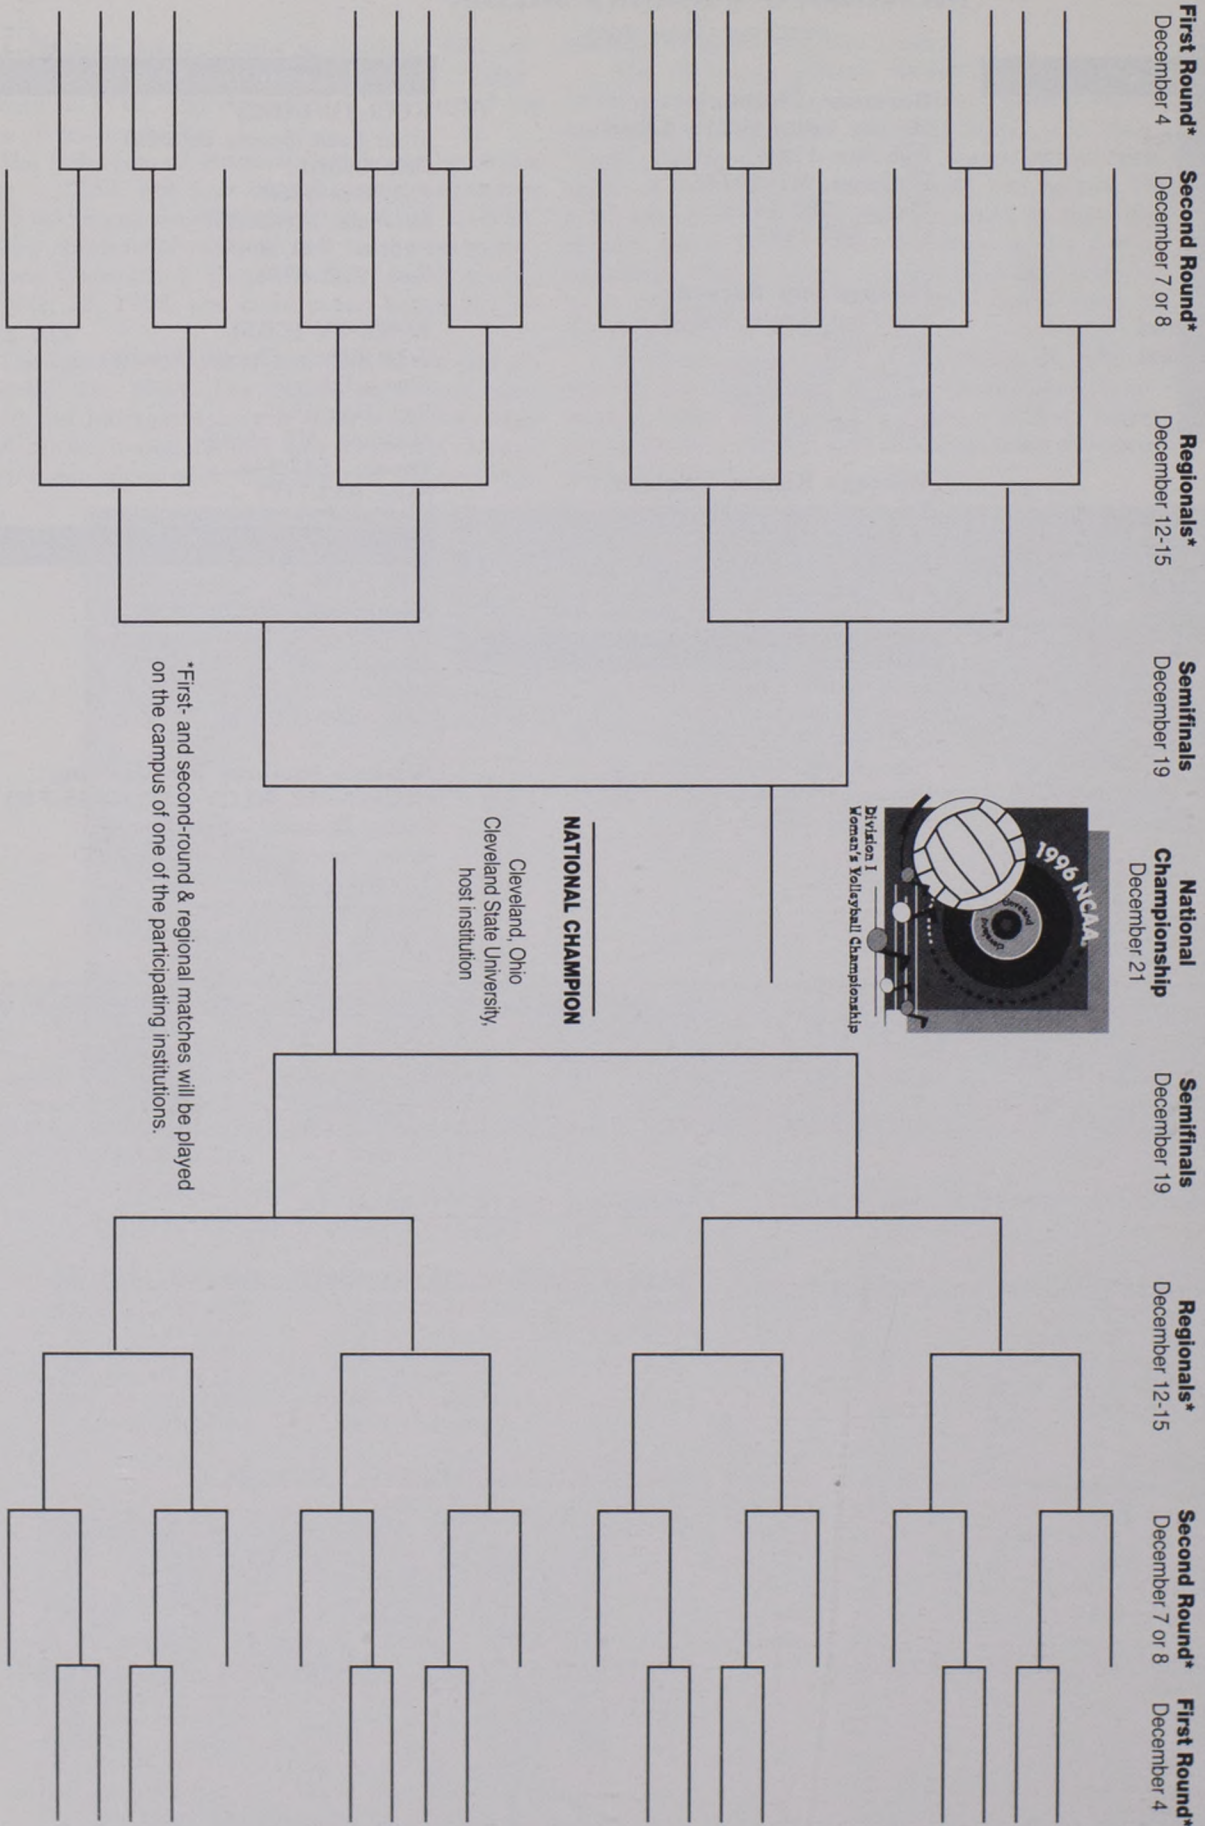 First Round*
December 4
Second Round*
December 7 or 8
Regionals*
December 12-15
Semifinals
December 19
National
Championship
December 21
Semifinals
December 19
Regionals*
December 12-15
Second Round*
December 7 or 8
First Round*
December 4
1996 NCAA
Cleveland
Division I
Women's Volleyball Championship
NATIONAL CHAMPION
Cleveland, Ohio
Cleveland State University,
host institution
*First- and second-round & regional matches will be played
on the campus of one of the participating institutions.